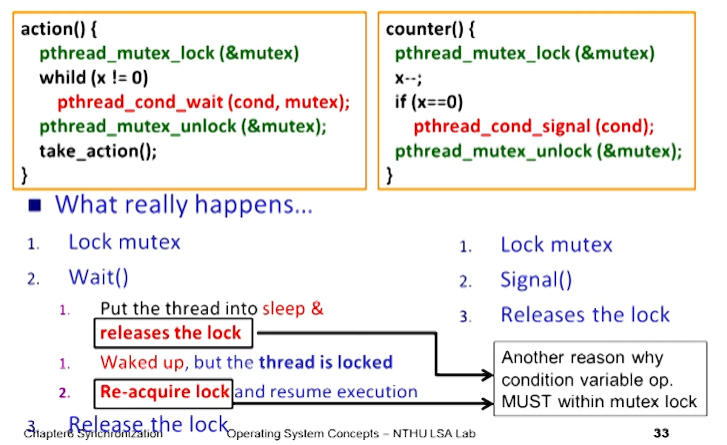 action() {
pthread_mutex_lock (&mutex)
whild (x != 0)
pthread_cond_wait (cond, mutex);
pthread_mutex_unlock (&mutex);
take_action();
}
counter() {
pthread_mutex_lock (&mutex)
x--;
if (x==0)
pthread_cond_signal (cond);
pthread_mutex_unlock (&mutex);
}
■ What really happens...
1. Lock mutex
2. Wait()
1. Put the thread into sleep &
releases the lock
1. Waked up, but the thread is locked
2. Re-acquire lock and resume execution
3. Release the lock
1. Lock mutex
2. Signal()
3. Releases the lock
Another reason why
condition variable op.
MUST within mutex lock
Chapter6 Synchronization
Operating System Concepts – NTHU LSA Lab
33